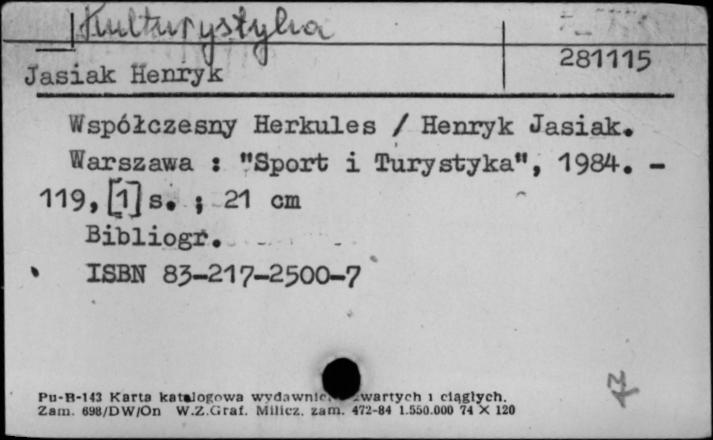 Kulturystyka
281115
Jasiak Henryk
Współczesny Herkules / Henryk Jasiak.
Warszawa : "Sport i Turystyka", 1984. -
119, [1] s. ; 21 cm
Bibliogr.
ISBN 83-217-2500-7
Pu-B-143 Karta katalogowa wydawnictw zwartych i ciągłych.
Zam. 698/DW/On W.Z.Graf. Milicz. zam. 472-84 1.550.000 74 X 120